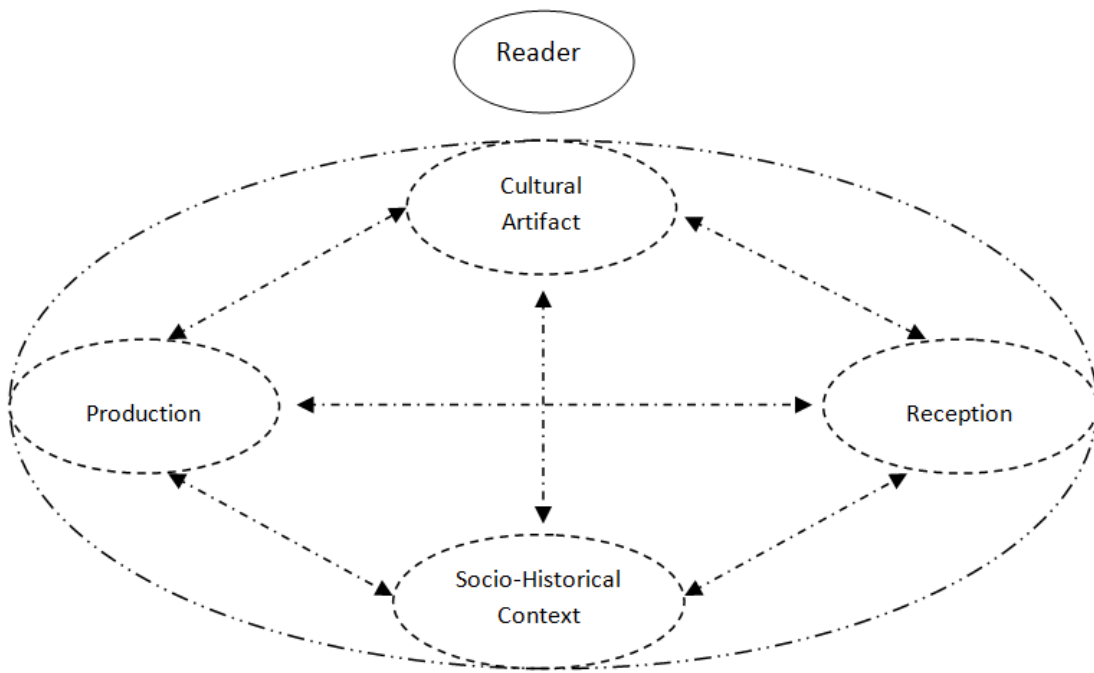 Reader
Cultural
Artifact
Production
Reception
Socio-Historical
Context